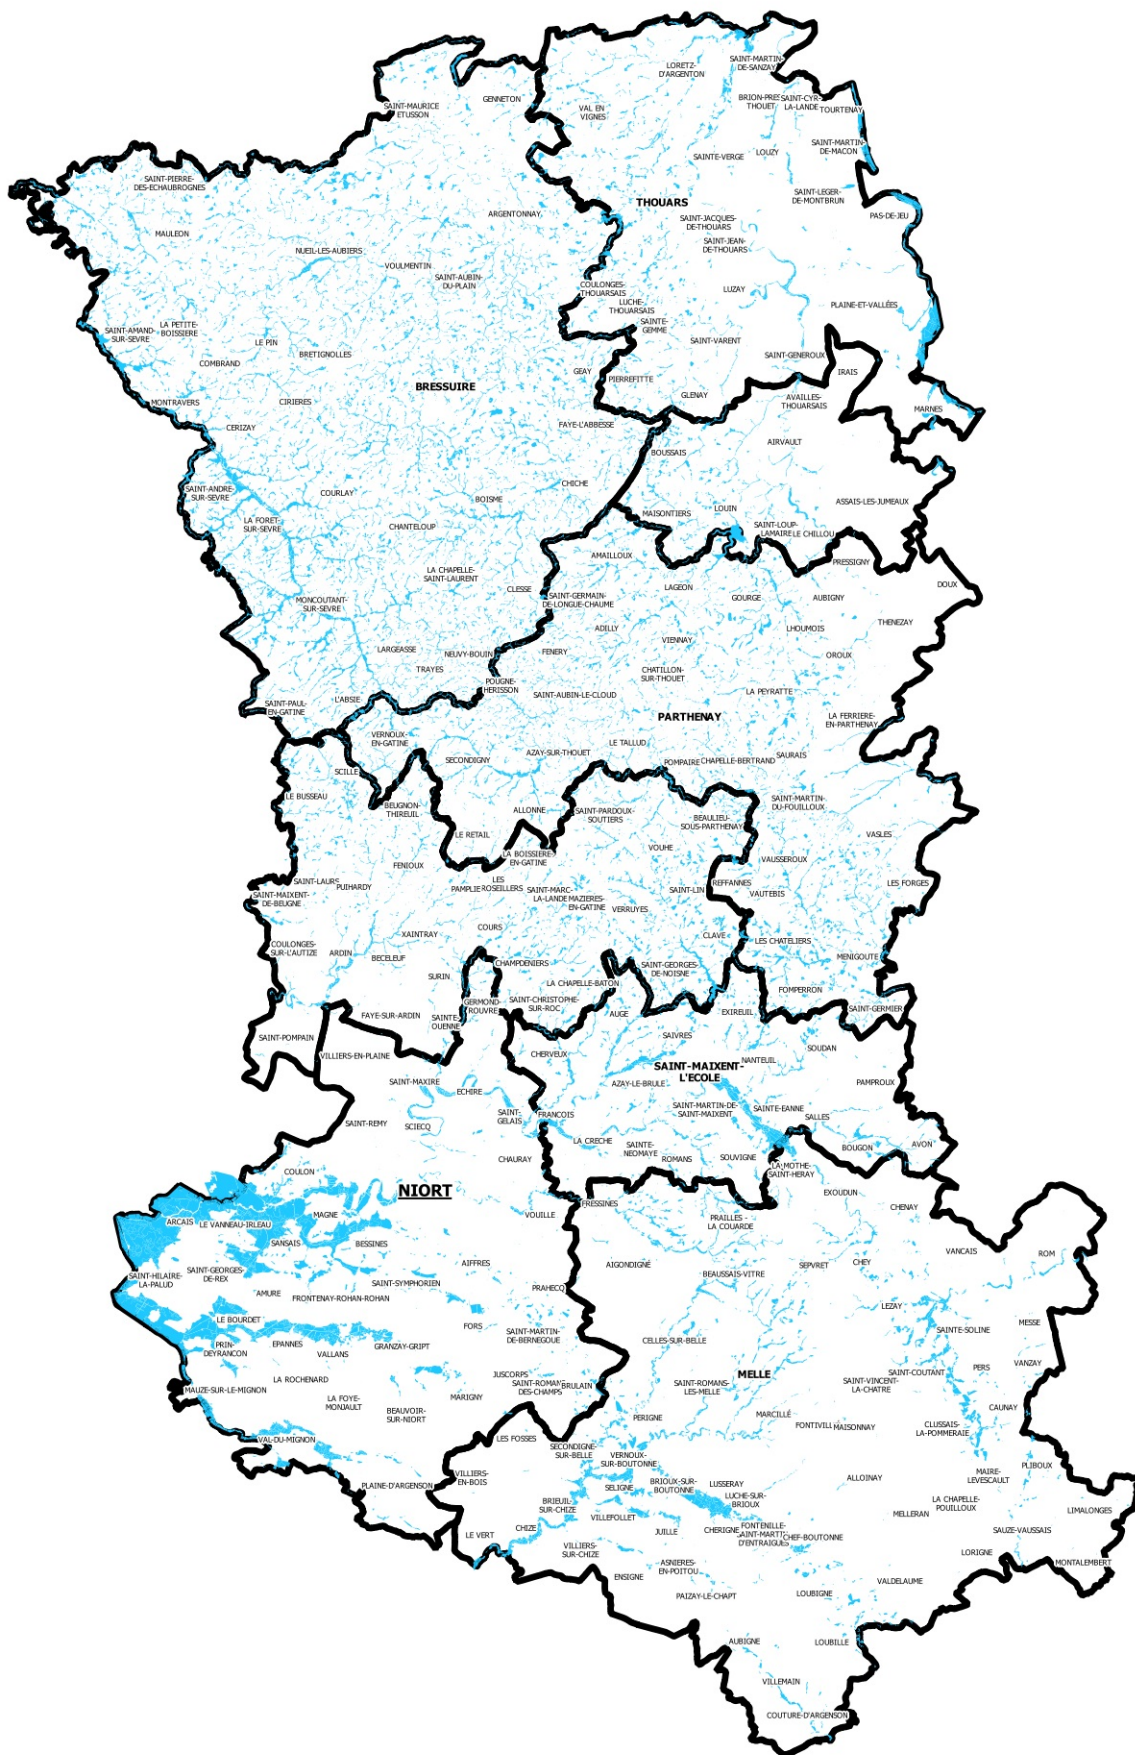 SAINT-MARTIN-
DE-SANZAY
LORETZ-
D'ARGENTON
GENNETON
SAINT-MAURICE
ETUSSON
VAL EN
VIGNES
BRION-PRES
THOUET
SAINT-CYR-
LA-LANDE
TOURTENAY
SAINT-MARTIN-
DE-MACON
LOUZY
SAINTE-VERGE
SAINT-PIERRE-
DES-ECHAUBROGNES
SAINT-LEGER-
DE-MONTBRUN
THOUARS
PAS-DE-JEU
ARGENTONNAY
SAINT-JACQUES-
DE-THOUARS
MAULEON
SAINT-JEAN-
DE-THOUARS
NUEIL-LES-AUBIERS
VOULMENTIN
SAINT-AUBIN-
DU-PLAIN
COULONGES-
THOUARSAIS
LUZAY
LUCHE-
THOUARSAIS
PLAINE-ET-VALLÉES
SAINTE-
GEMME
SAINT-AMAND-
SUR-SEVRE
LA PETITE-
BOISSIERE
LE PIN
BRETIGNOLLES
COMBRAND
SAINT-VARENT
SAINT-GENEROUX
GEAY
PIERREFITTE
IRAIS
BRESSUIRE
GLENAY
AVAILLES-
THOUARSAIS
MONTRAVERS
CIRIERES
MARNES
CERIZAY
FAYE-L'ABBESSE
AIRVAULT
BOUSSAIS
CHICHE
SAINT-ANDRE-
SUR-SEVRE
COURLAY
BOISME
ASSAIS-LES-JUMEAUX
MAISONTIERS
LOUIN
LA FORET-
SUR-SEVRE
CHANTELOUP
SAINT-LOUP-
LAMAIRE
LE CHILLOU
AMAILLOUX
PRESSIGNY
LA CHAPELLE-
SAINT-LAURENT
CLESSE
LAGEON
DOUX
SAINT-GERMAIN-
DE-LONGUE-CHAUME
GOURGE
AUBIGNY
MONCOUTANT-
SUR-SEVRE
ADILLY
LHOUMOIS
THENEZAY
VIENNAY
LARGEASSE
NEUVY-BOUIN
FENERY
OROUX
TRAYES
CHATILLON-
SUR-THOUET
POUGNE-
HERISSON
SAINT-AUBIN-LE-CLOUD
LA PEYRATTE
L'ABSIE
SAINT-PAUL-
EN-GATINE
PARTHENAY
LA FERRIERE-
EN-PARTHENAY
VERNOUX-
EN-GATINE
LE TALLUD
SECONDIGNY
AZAY-SUR-THOUET
POMPAIRE
CHAPELLE-BERTRAND
SAURAIS
SCILLE
LE BUSSEAU
BEUGNON-
THIREUIL
ALLONNE
SAINT-PARDOUX-
SOUTIERS
SAINT-MARTIN-
DU-FOUILLOUX
BEAULIEU-
SOUS-PARTHENAY
LE RETAIL
VASLES
VOUHE
LA BOISSIERE-
EN-GATINE
VAUSSEROUX
FENIOUX
SAINT-LAURS
PUIHARDY
LES
GROSEILLERS
PAMPLIE
SAINT-LIN
REFFANNES
LES FORGES
SAINT-MAIXENT-
DE-BEUGNE
SAINT-MARC-
LA-LANDE
MAZIERES-
EN-GATINE
VAUTEBIS
VERRUYES
COURS
XAINTRAY
CLAVE
LES CHATELIERS
COULONGES-
SUR-L'AUTIZE
ARDIN
BECELEUF
MENIGOUTE
CHAMPDENIERS
SAINT-GEORGES-
DE-NOISNE
SURIN
LA CHAPELLE-BATON
FOMPERRON
GERMOND-
ROUVRE
SAINT-CHRISTOPHE-
SUR-ROC
FAYE-SUR-ARDIN
SAINTE-
OUENNE
AUGE
EXIREUIL
SAINT-GERMIER
SAINT-POMPAIN
SAIVRES
VILLIERS-EN-PLAINE
CHERVEUX
NANTEUIL
SOUDAN
SAINT-MAIXENT-
L'ECOLE
SAINT-MAXIRE
AZAY-LE-BRULE
PAMPROUX
ECHIRE
SAINT-
GELAIS
FRANCOIS
SAINT-MARTIN-DE-
SAINT-MAIXENT
SAINTE-EANNE
SALLES
SAINT-REMY
SCIECQ
LA CRECHE
SAINTE-
NEOMAYE
AVON
BOUGON
CHAURAY
ROMANS
SOUVIGNE
LA MOTHE-
SAINT-HERAY
COULON
NIORT
EXOUDUN
FRESSINES
CHENAY
VOUILLE
MAGNE
ARCAIS
LE VANNEAU-IRLEAU
PRAILLES -
LA COUARDE
SANSAIS
BESSINES
VANCAIS
ROM
AIFFRES
AIGONDIGNÉ
SEPVRET
CHEY
SAINT-HILAIRE-
LA-PALUD
SAINT-GEORGES-
DE-REX
BEAUSSAIS-VITRE
SAINT-SYMPHORIEN
PRAHECQ
AMURE
FRONTENAY-ROHAN-ROHAN
LEZAY
LE BOURDET
FORS
SAINT-MARTIN-
DE-BERNEGOUE
MESSE
SAINTE-SOLINE
PRIN-
DEYRANCON
EPANNES
VALLANS
GRANZAY-GRIPT
CELLES-SUR-BELLE
VANZAY
PERS
SAINT-COUTANT
MELLE
LA ROCHENARD
JUSCORPS
SAINT-ROMANS-
DES-CHAMPS
BRULAIN
SAINT-ROMANS-
LES-MELLE
SAINT-VINCENT-
LA-CHATRE
MAUZE-SUR-LE-MIGNON
LA FOYE-
MONJAULT
MARIGNY
CAUNAY
BEAUVOIR-
SUR-NIORT
PERIGNE
MARCILLÉ
FONTIVILLIE
MAISONNAY
CLUSSAIS-
LA-POMMERAIE
VAL-DU-MIGNON
LES FOSSES
SECONDIGNE-
SUR-BELLE
VERNOUX-
SUR-BOUTONNE
PLIBOUX
MAIRE-
LEVESCAULT
VILLIERS-
EN-BOIS
PLAINE-D'ARGENSON
SELIGNE
BRIOUX-SUR-
BOUTONNE
LUSSERAY
ALLOINAY
LUCHE-SUR-
BRIOUX
LA CHAPELLE-
POUILLOUX
BRIEUIL-
SUR-CHIZE
LIMALONGES
VILLEFOLLET
MELLERAN
CHIZE
LE VERT
JUILLE
CHERIGNE
FONTENILLE-
SAINT-MARTIN-
D'ENTRAIGUES
CHEF-BOUTONNE
SAUZE-VAUSSAIS
VILLIERS-
SUR-CHIZE
LORIGNE
MONTALEMBERT
ASNIERES-
EN-POITOU
ENSIGNE
VALDELAUME
PAIZAY-LE-CHAPT
LOUBIGNE
AUBIGNE
LOUBILLE
VILLEMAIN
COUTURE-D'ARGENSON